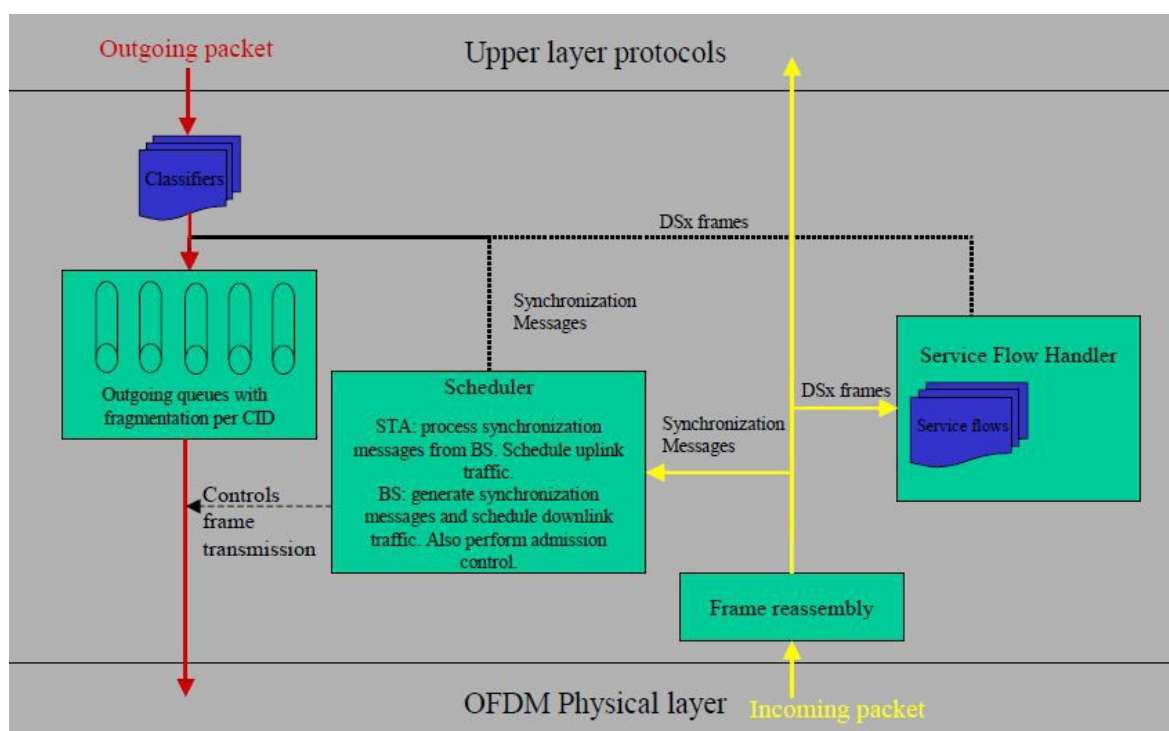 Outgoing packet
Upper layer protocols
Classifiers
DSx frames
Synchronization
Messages
Outgoing queues with
fragmentation per CID
Scheduler
STA: process synchronization
messages from BS. Schedule uplink
traffic.
BS: generate synchronization
messages and schedule downlink
traffic. Also perform admission
control.
Synchronization
Messages
Service Flow Handler
DSx frames
Service flows
Controls
frame
transmission
Frame reassembly
OFDM Physical layer
Incoming packet